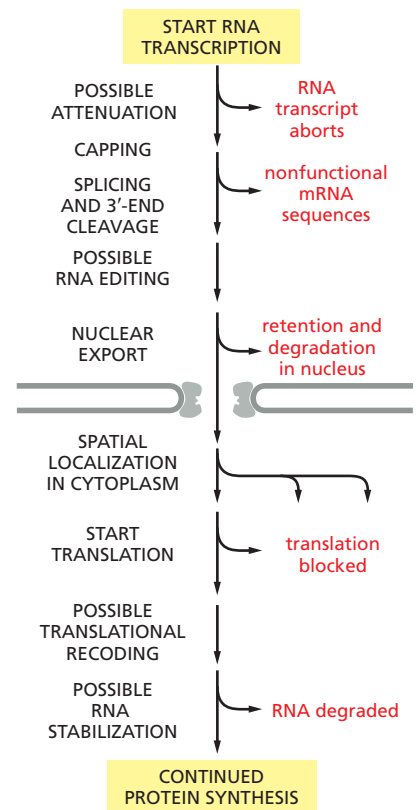 START RNA
TRANSCRIPTION
POSSIBLE
ATTENUATION
RNA
transcript
aborts
CAPPING
SPLICING
AND 3′-END
CLEAVAGE
nonfunctional
mRNA
sequences
POSSIBLE
RNA EDITING
NUCLEAR
EXPORT
retention and
degradation
in nucleus
SPATIAL
LOCALIZATION
IN CYTOPLASM
START
TRANSLATION
translation
blocked
POSSIBLE
TRANSLATIONAL
RECODING
POSSIBLE
RNA
STABILIZATION
RNA degraded
CONTINUED
PROTEIN SYNTHESIS